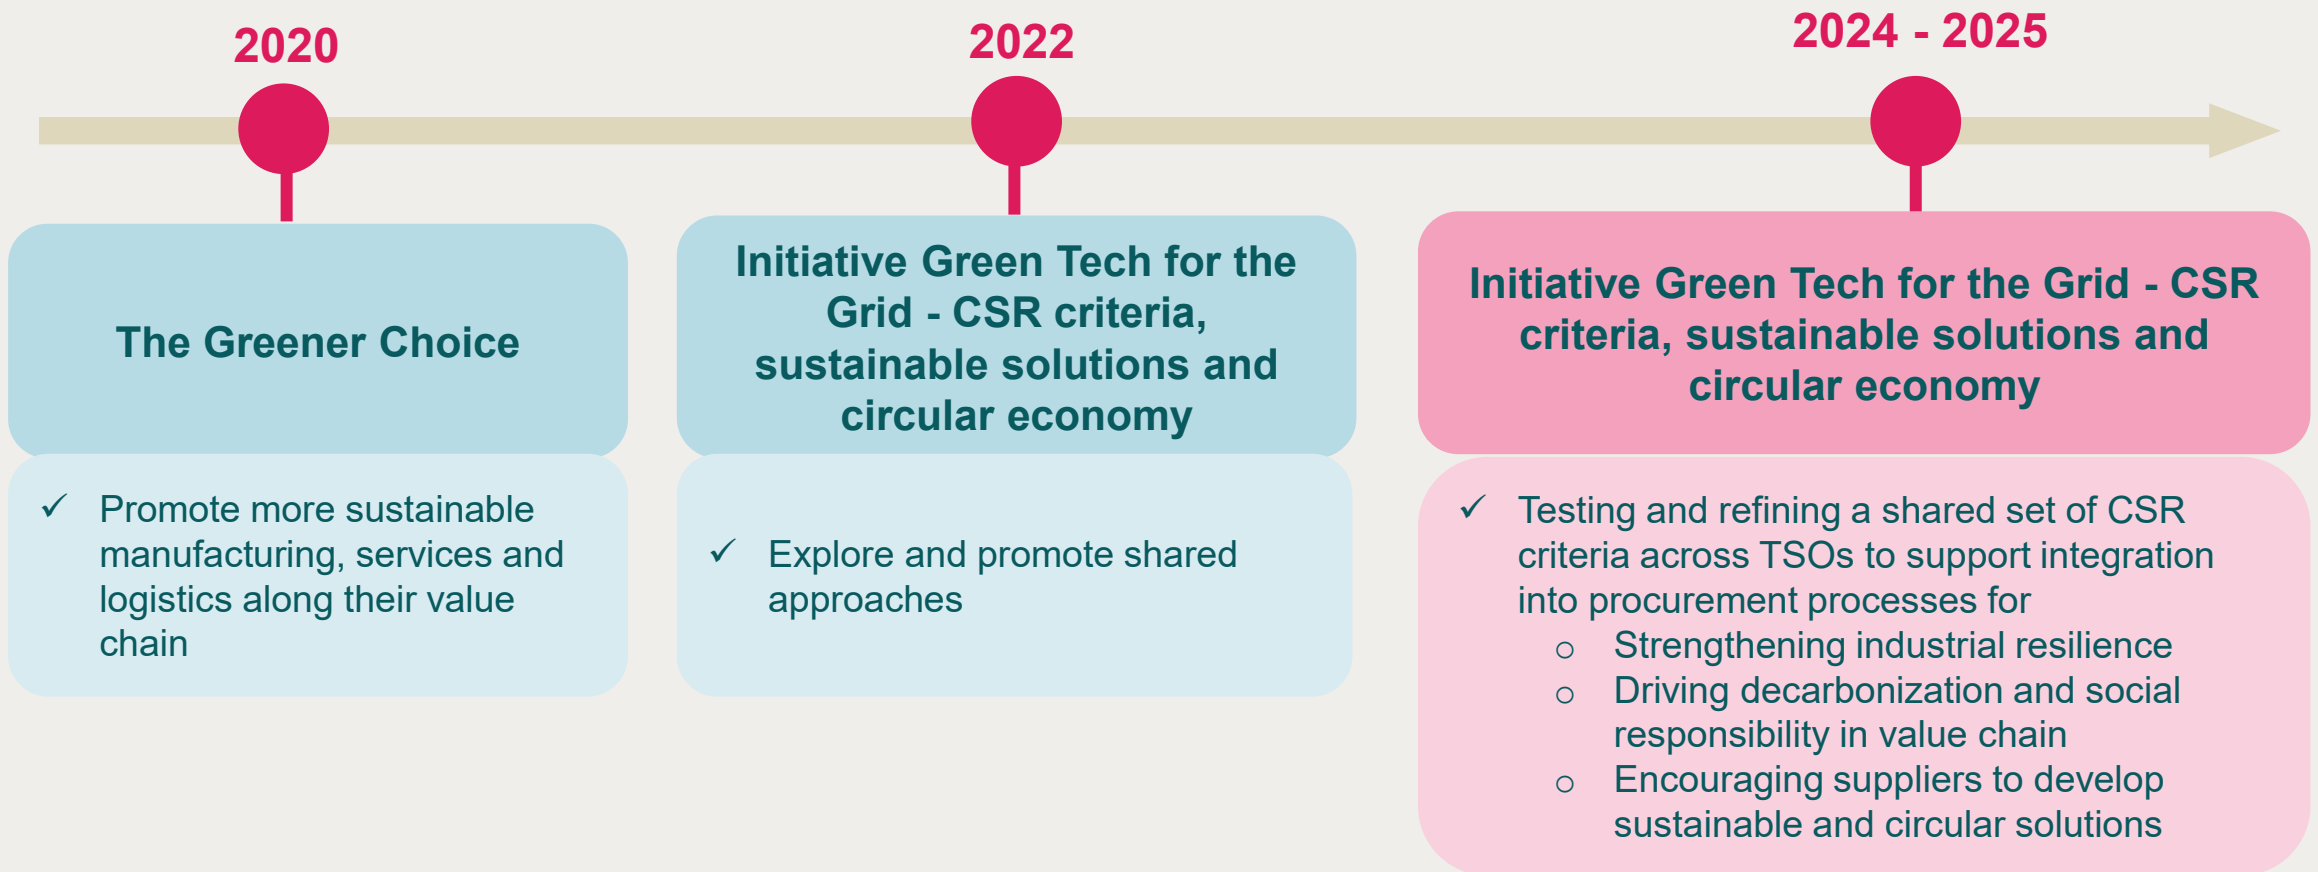 2020
2022
2024 - 2025
The Greener Choice
Initiative Green Tech for the
Grid - CSR criteria,
sustainable solutions and
circular economy
Initiative Green Tech for the Grid - CSR
criteria, sustainable solutions and
circular economy
✓ Promote more sustainable
manufacturing, services and
logistics along their value
chain
✓ Explore and promote shared
approaches
✓ Testing and refining a shared set of CSR
criteria across TSOs to support integration
into procurement processes for
o Strengthening industrial resilience
o Driving decarbonization and social
responsibility in value chain
o Encouraging suppliers to develop
sustainable and circular solutions